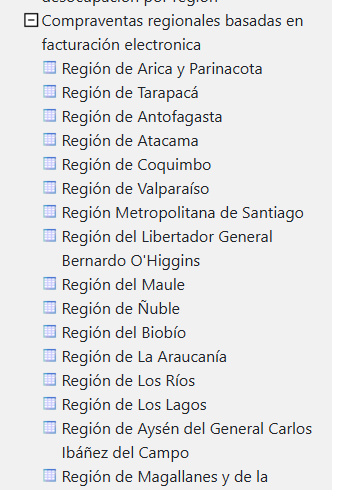 desocupación por región
Compraventas regionales basadas en
facturación electronica
Región de Arica y Parinacota
Región de Tarapacá
Región de Antofagasta
Región de Atacama
Región de Coquimbo
Región de Valparaíso
Región Metropolitana de Santiago
Región del Libertador General
Bernardo O'Higgins
Región del Maule
Región de Ñuble
Región del Biobío
Región de La Araucanía
Región de Los Ríos
Región de Los Lagos
Región de Aysén del General Carlos
Ibáñez del Campo
Región de Magallanes y de la